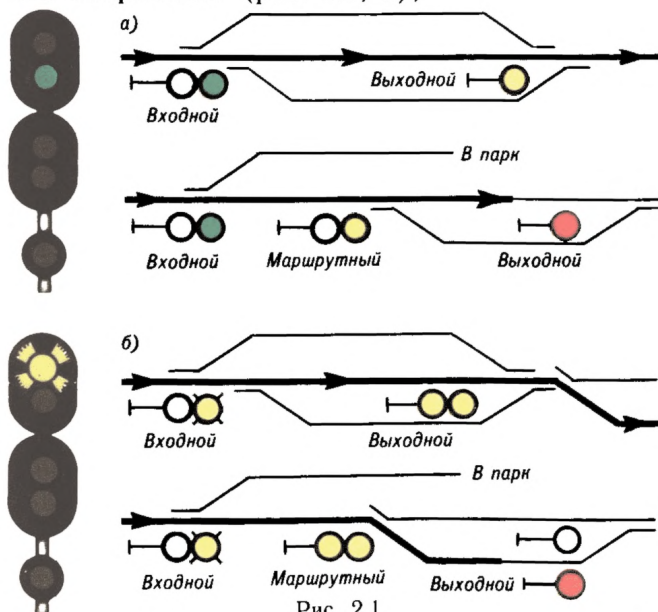 а)
Выходной
Входной
В парк
Входной
Маршрутный
Выходной
б)
Входной
Выходной
В парк
Входной
Маршрутный
Выходной
Рис. 2.1